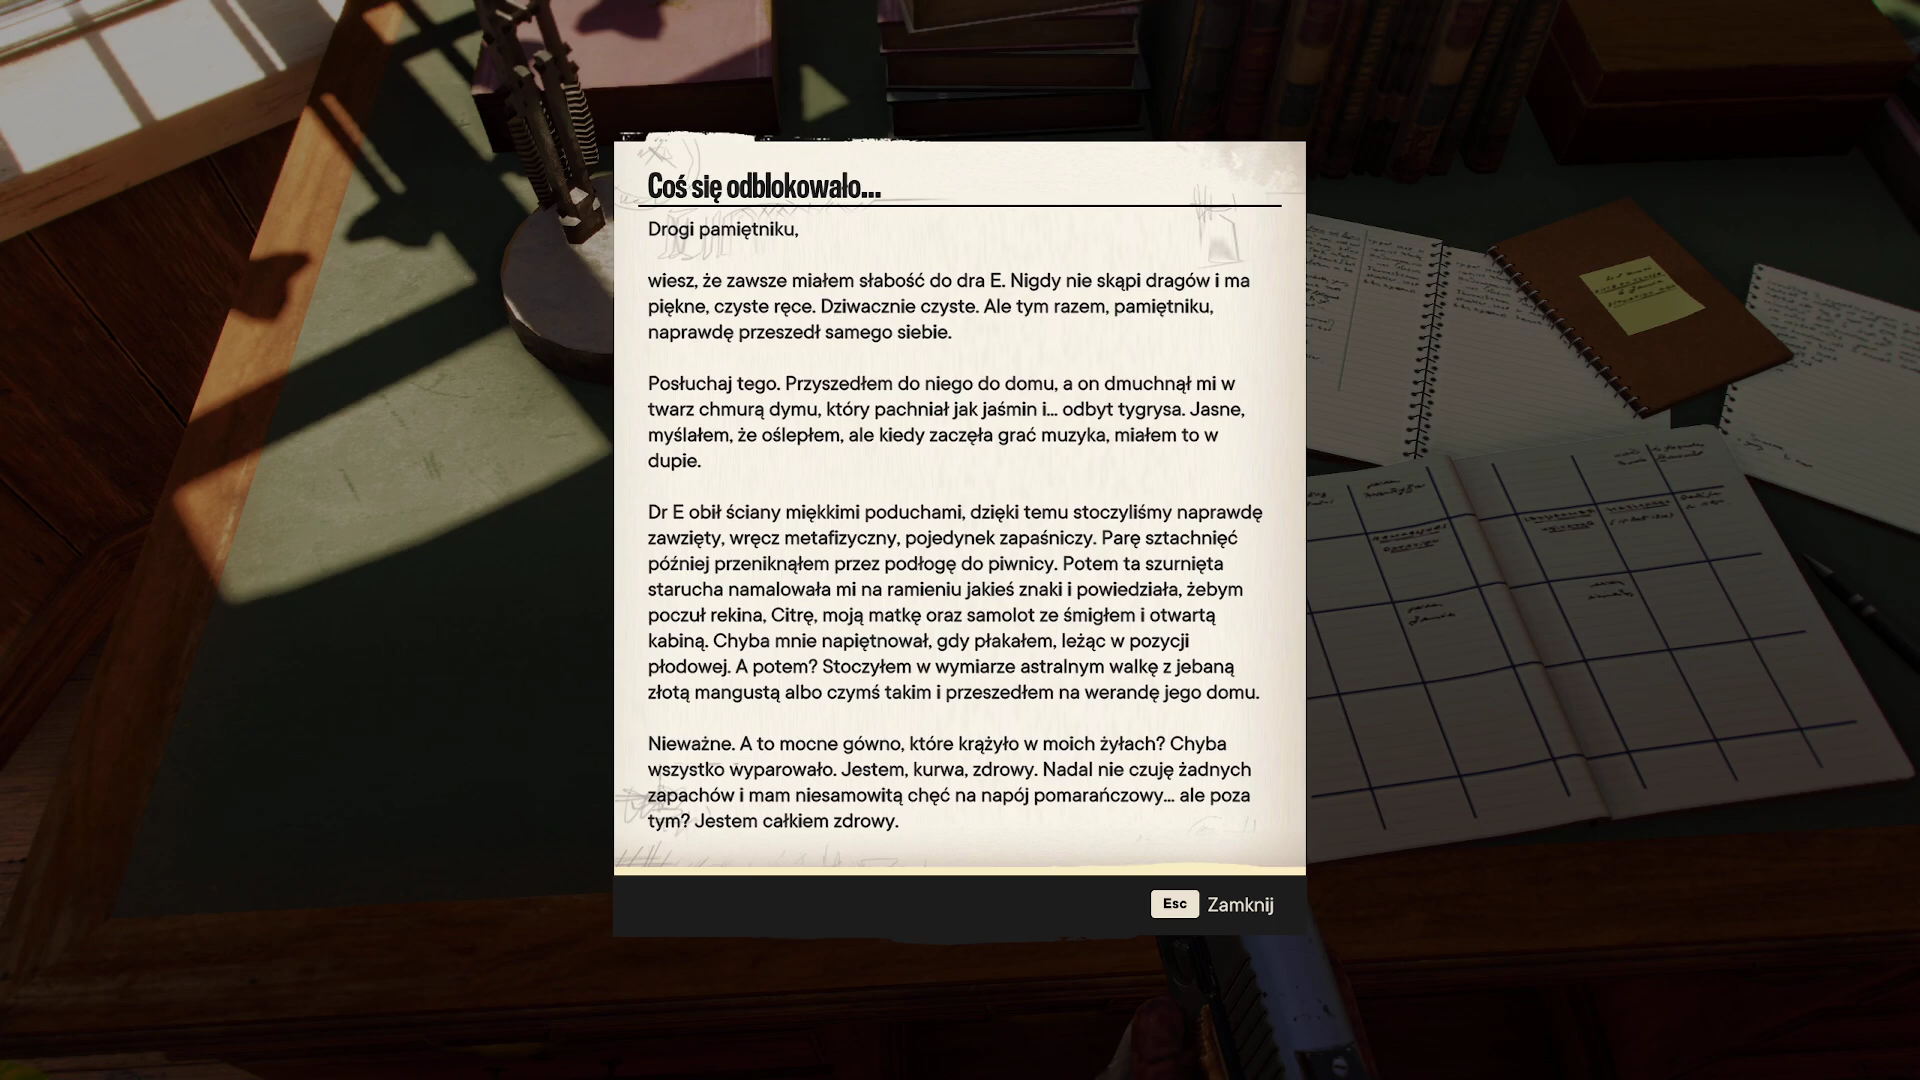 Coś się odblokowało...
Drogi pamiętniku,
wiesz, że zawsze miałem słabość do dra E. Nigdy nie skąpi dragów i ma
piękne, czyste ręce. Dziwacznie czyste. Ale tym razem, pamiętniku,
naprawdę przeszedł samego siebie.
Posłuchaj tego. Przyszedłem do niego do domu, a on dmuchnął mi w
twarz chmurą dymu, który pachniał jak jaśmin i... odbyt tygrysa. Jasne,
myślałem, że oślepłem, ale kiedy zaczęła grać muzyka, miałem to w
dupie.
Dr E obił ściany miękkimi poduchami, dzięki temu stoczyliśmy naprawdę
zawzięty, wręcz metafizyczny, pojedynek zapaśniczy. Parę sztachnięć
później przeniknąłem przez podłogę do piwnicy. Potem ta szurnięta
starucha namalowała mi na ramieniu jakieś znaki i powiedziała, żebym
poczuł rekina, Citrę, moją matkę oraz samolot ze śmigłem i otwartą
kabiną. Chyba mnie napiętnował, gdy płakałem, leżąc w pozycji
płodowej. A potem? Stoczyłem w wymiarze astralnym walkę z jebaną
złotą mangustą albo czymś takim i przeszedłem na werandę jego domu.
Nieważne. A to mocne gówno, które krążyło w moich żyłach? Chyba
wszystko wyparowało. Jestem, kurwa, zdrowy. Nadal nie czuję żadnych
zapachów i mam niesamowitą chęć na napój pomarańczowy... ale poza
tym? Jestem całkiem zdrowy.
Esc Zamknij